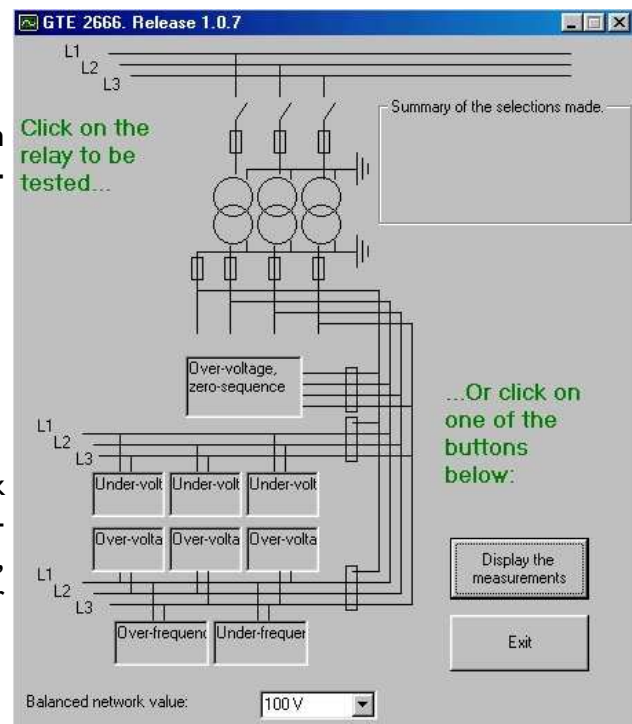 GTE 2666. Release 1.0.7
L1
L2
L3
Click on the
relay to be
tested...
Summary of the selections made.
Over-voltage,
zero-sequence
...Or click on
one of the
buttons
below:
L1
L2
L3
Under-volt Under-volt Under-volt
Over-volta Over-volta Over-volta
L1
L2
L3
Over-frequenc Under-frequer
Display the
measurements
Exit
Balanced network value: 100 V